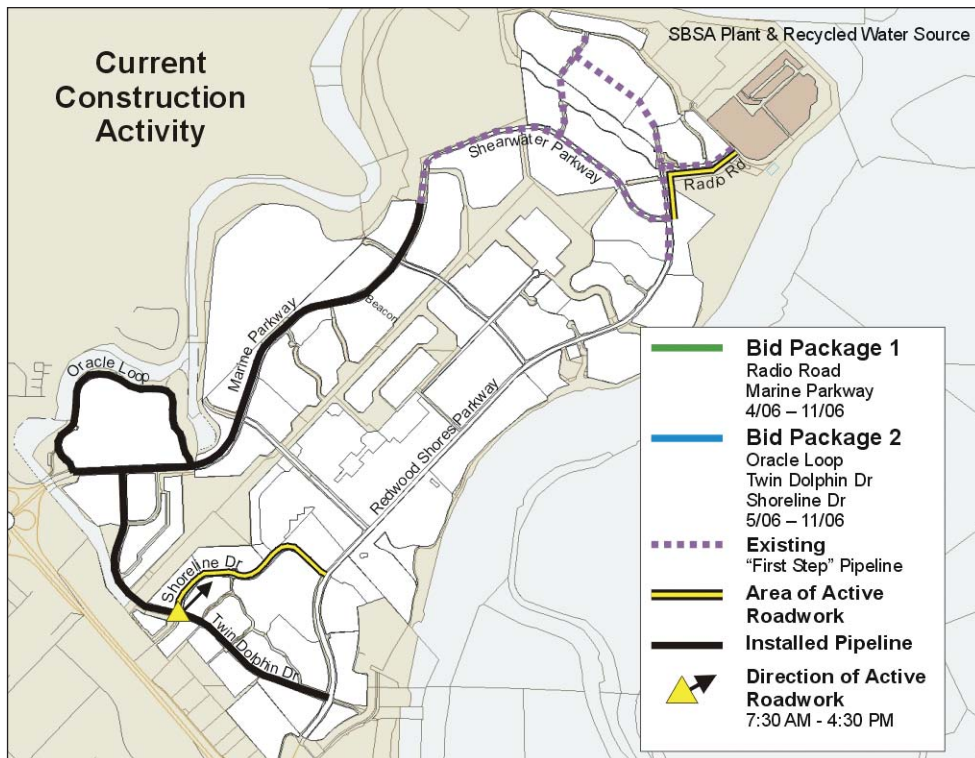 Current
Construction
Activity
SBSA Plant & Recycled Water Source
Shearwater Parkway
Radio Rd
Beacon
Marine Parkway
Oracle Loop
Redwood Shores Parkway
Shoreline Dr
Twin Dolphin Dr
Bid Package 1
Radio Road
Marine Parkway
4/06 – 11/06
Bid Package 2
Oracle Loop
Twin Dolphin Dr
Shoreline Dr
5/06 – 11/06
Existing
“First Step” Pipeline
Area of Active
Roadwork
Installed Pipeline
Direction of Active
Roadwork
7:30 AM - 4:30 PM